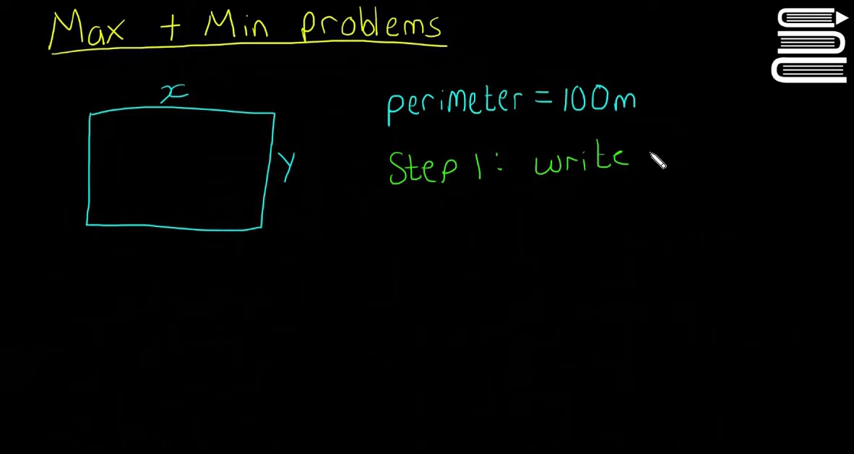 Max + Min problems
x
perimeter = 100m
y
Step 1: write